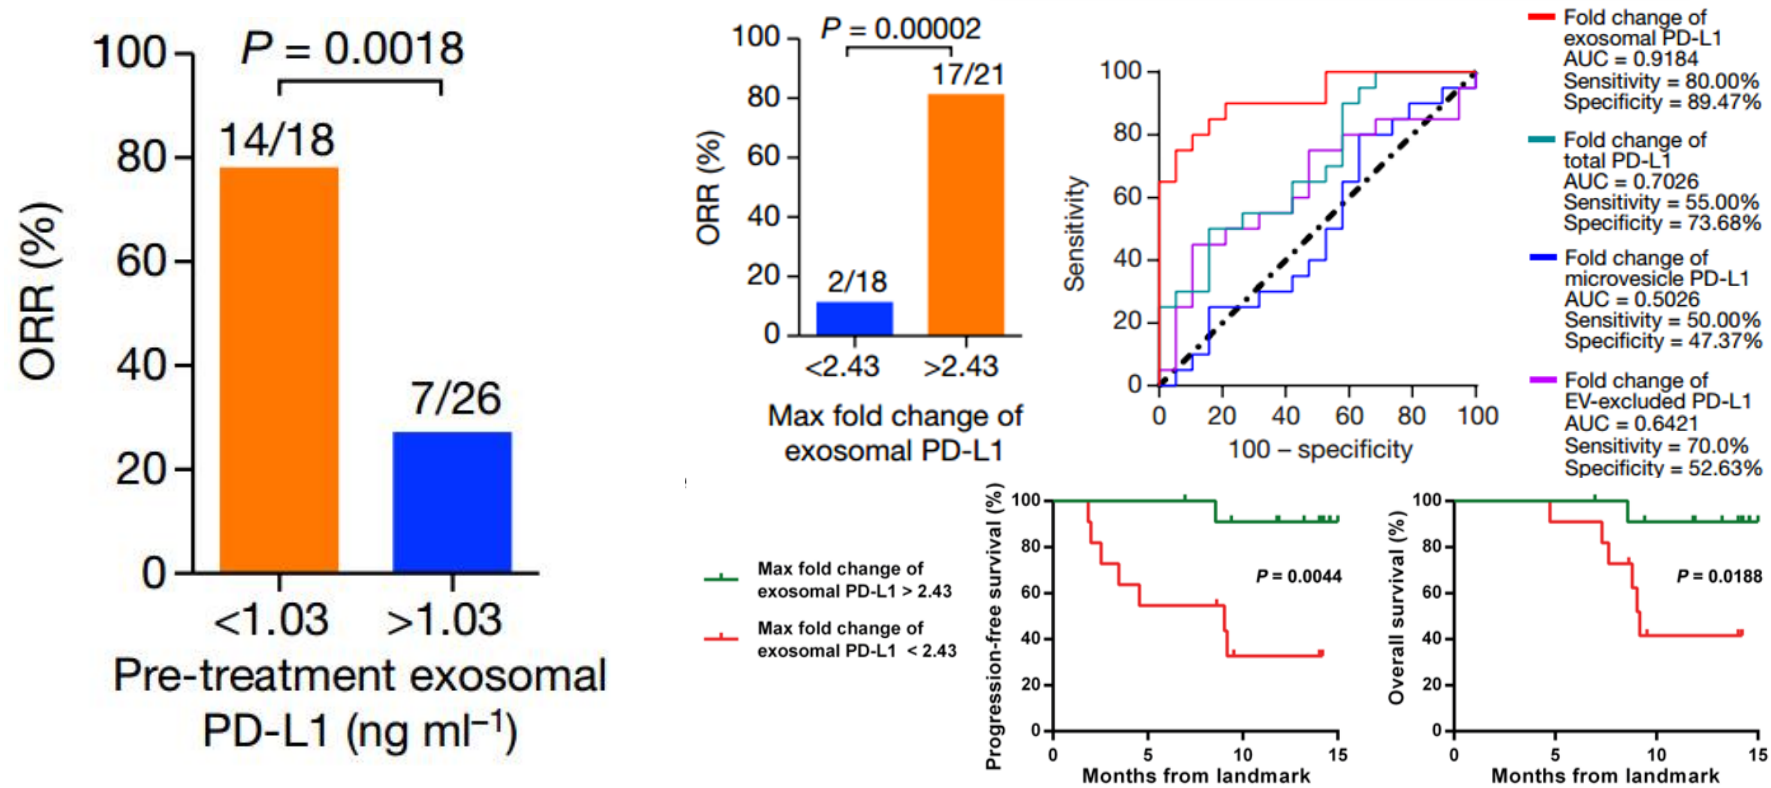 P = 0.0018
14/18
7/26
100
80
60
40
20
0
ORR (%)
<1.03 >1.03
Pre-treatment exosomal
PD-L1 (ng ml⁻¹)
P = 0.00002
17/21
2/18
100
80
60
40
20
0
ORR (%)
<2.43 >2.43
Max fold change of
exosomal PD-L1
100
80
60
40
20
0
Sensitivity
0 20 40 60 80 100
100 – specificity
Fold change of
exosomal PD-L1
AUC = 0.9184
Sensitivity = 80.00%
Specificity = 89.47%
Fold change of
total PD-L1
AUC = 0.7026
Sensitivity = 55.00%
Specificity = 73.68%
Fold change of
microvesicle PD-L1
AUC = 0.5026
Sensitivity = 50.00%
Specificity = 47.37%
Fold change of
EV-excluded PD-L1
AUC = 0.6421
Sensitivity = 70.0%
Specificity = 52.63%
Max fold change of
exosomal PD-L1 > 2.43
Max fold change of
exosomal PD-L1 < 2.43
Progression-free survival (%)
100
80
60
40
20
0
P = 0.0044
0 5 10 15
Months from landmark
Overall survival (%)
100
80
60
40
20
0
P = 0.0188
0 5 10 15
Months from landmark